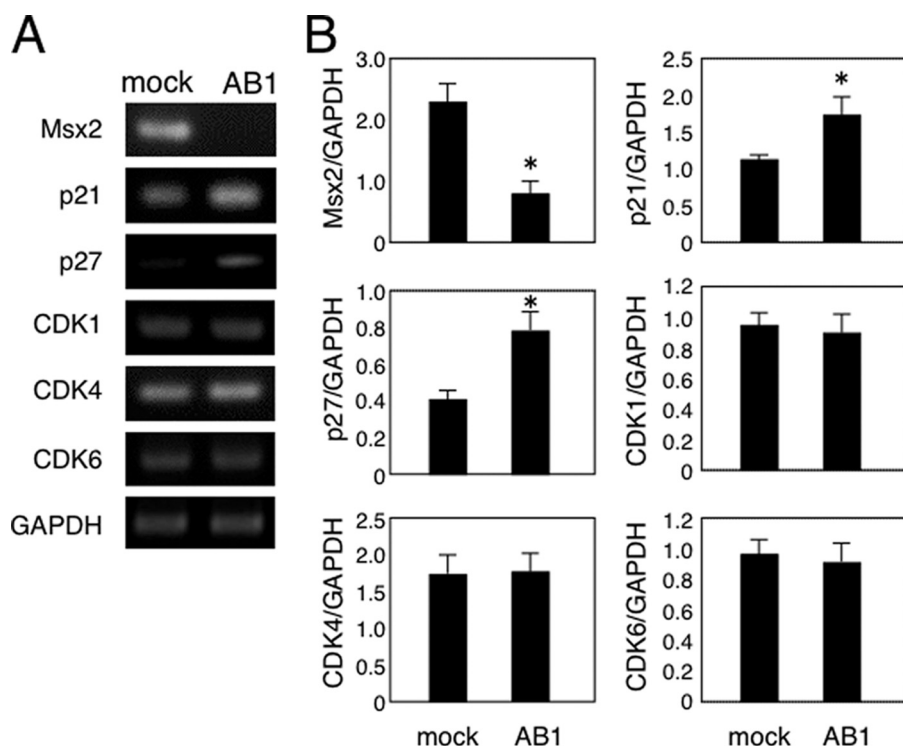 A
mock AB1
Msx2
p21
p27
CDK1
CDK4
CDK6
GAPDH
B
Msx2/GAPDH
3.0
2.0
1.0
0
*
p21/GAPDH
2.5
2.0
1.5
1.0
0.5
0
*
p27/GAPDH
1.0
0.8
0.6
0.4
0.2
0
*
CDK1/GAPDH
1.2
1.0
0.8
0.6
0.4
0.2
0
CDK4/GAPDH
2.5
2.0
1.5
1.0
0.5
0
mock AB1
CDK6/GAPDH
1.2
1.0
0.8
0.6
0.4
0.2
0
mock AB1